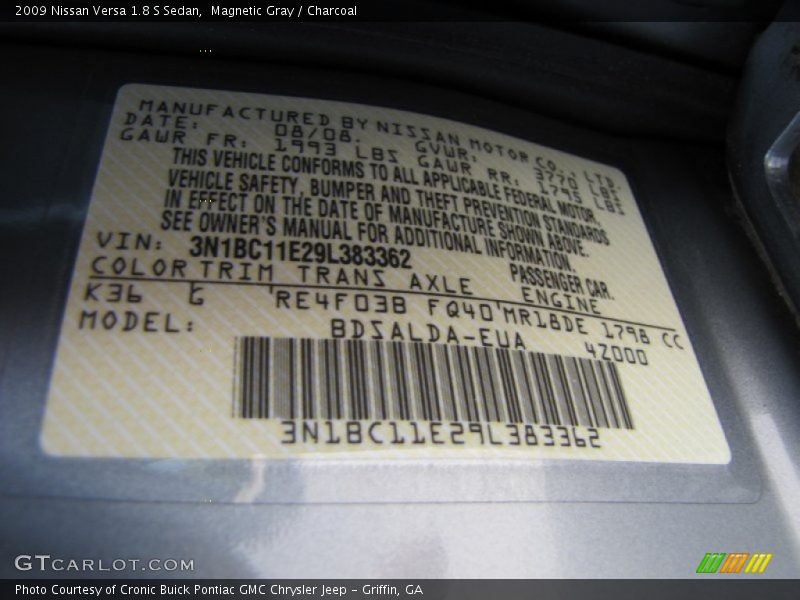 2009 Nissan Versa 1.8 S Sedan,  Magnetic Gray / Charcoal
MANUFACTURED BY NISSAN MOTOR CO., LTD.
DATE: 08/08 GVWR: 3770 LBS
GAWR FR: 1993 LBS GAWR RR: 1795 LBS
THIS VEHICLE CONFORMS TO ALL APPLICABLE FEDERAL MOTOR
VEHICLE SAFETY, BUMPER AND THEFT PREVENTION STANDARDS
IN EFFECT ON THE DATE OF MANUFACTURE SHOWN ABOVE.
SEE OWNER'S MANUAL FOR ADDITIONAL INFORMATION.
VIN: 3N1BC11E29L383362 PASSENGER CAR.
COLOR TRIM TRANS AXLE ENGINE
K36 G RE4F03B FQ40 MR18DE 1798 CC
MODEL: BDSALDA-EUA 4Z000
3N1BC11E29L383362
GTCARLOT.COM
Photo Courtesy of Cronic Buick Pontiac GMC Chrysler Jeep - Griffin, GA